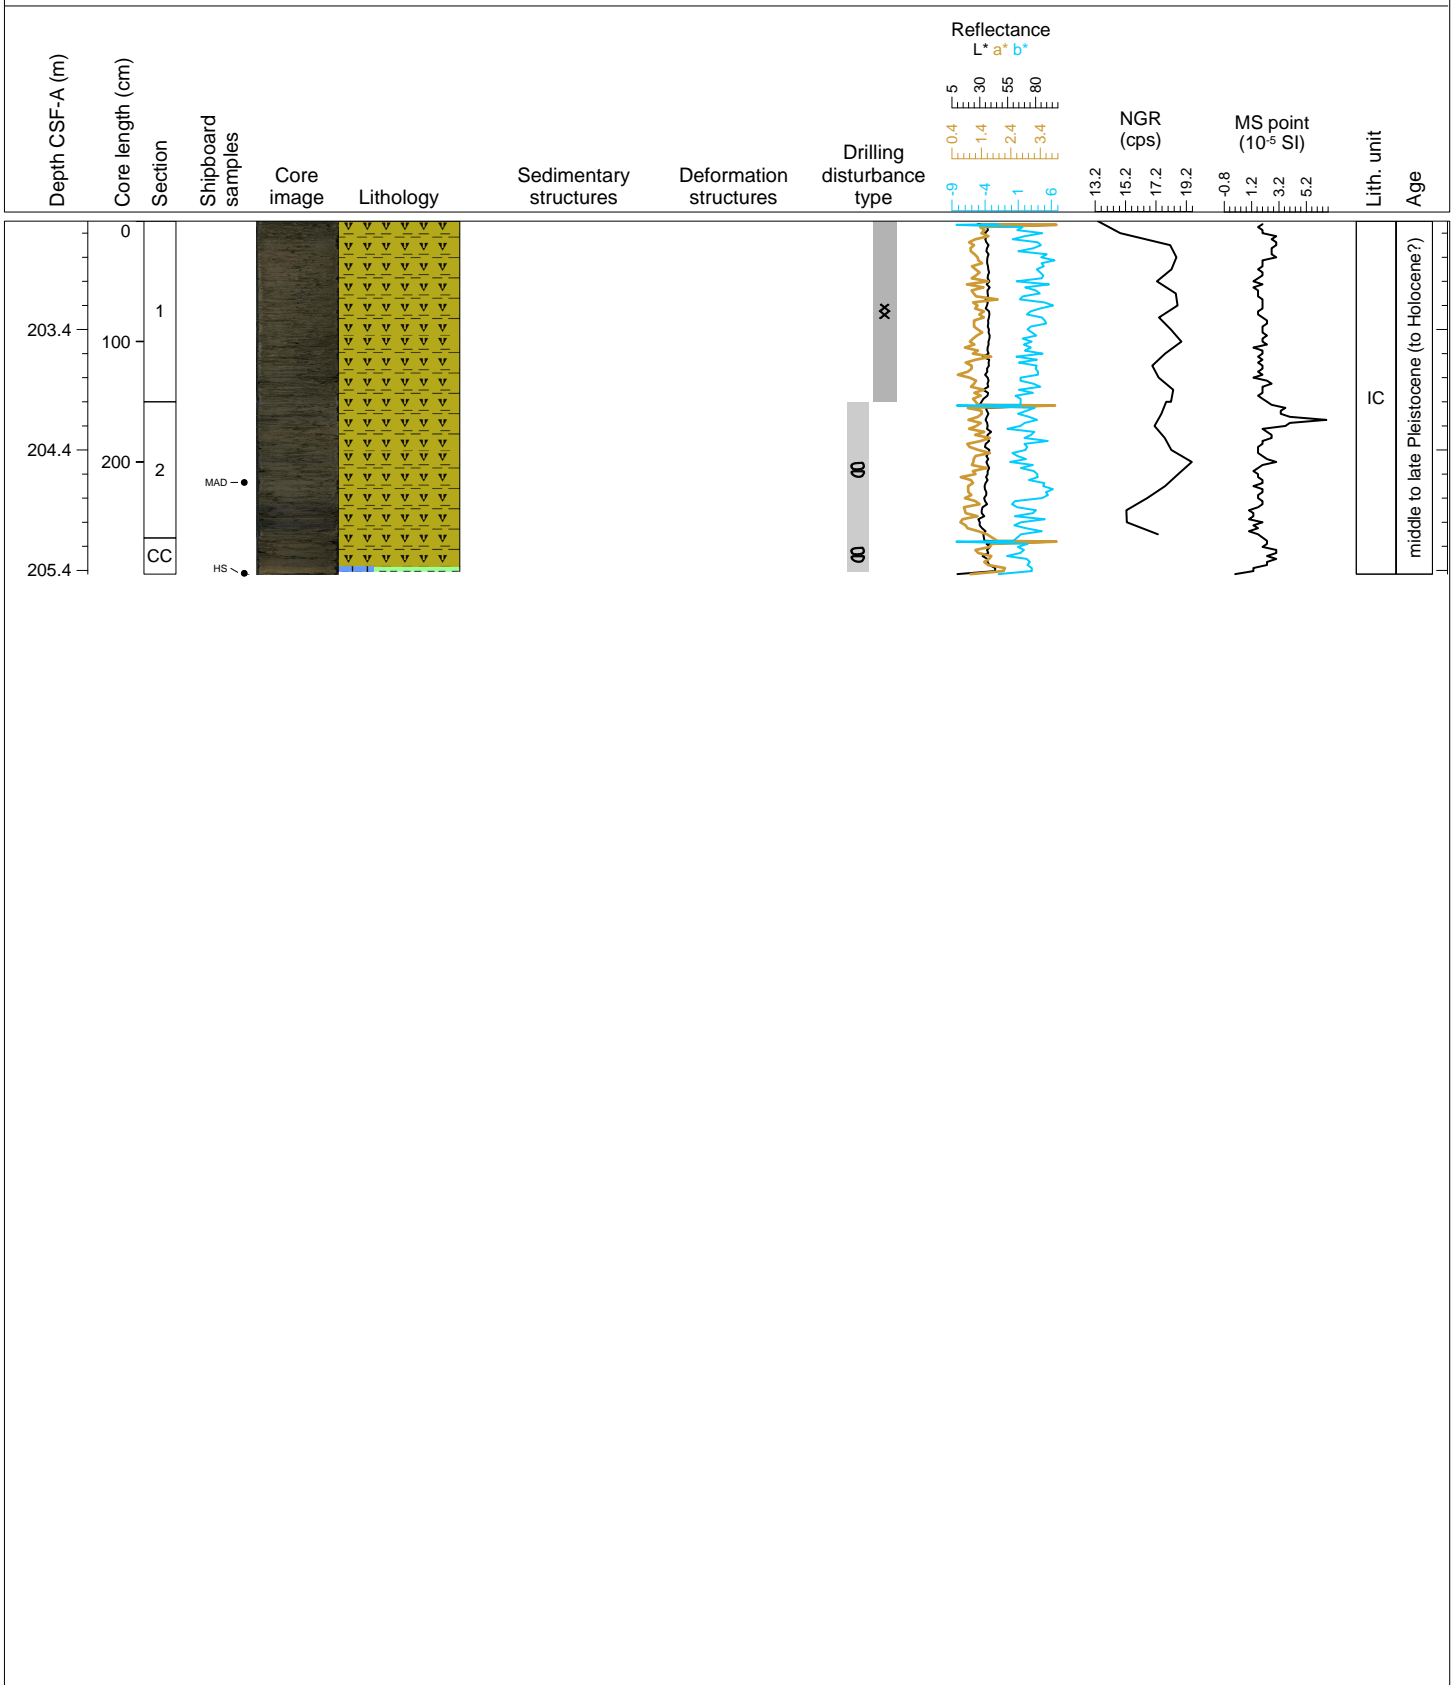 Depth CSF-A (m)
Core length (cm)
Section
Shipboard
samples
Core
image
Lithology
Sedimentary
structures
Deformation
structures
Drilling
disturbance
type
Reflectance
L* a* b*
5 30 55 80
0.4 1.4 2.4 3.4
-9 -4 1 6
NGR
(cps)
13.2 15.2 17.2 19.2
MS point
(10-5 SI)
-0.8 1.2 3.2 5.2
Lith. unit
Age
0
1
203.4
100
IC
middle to late Pleistocene (to Holocene?)
204.4
200
2
MAD
CC
HS
205.4